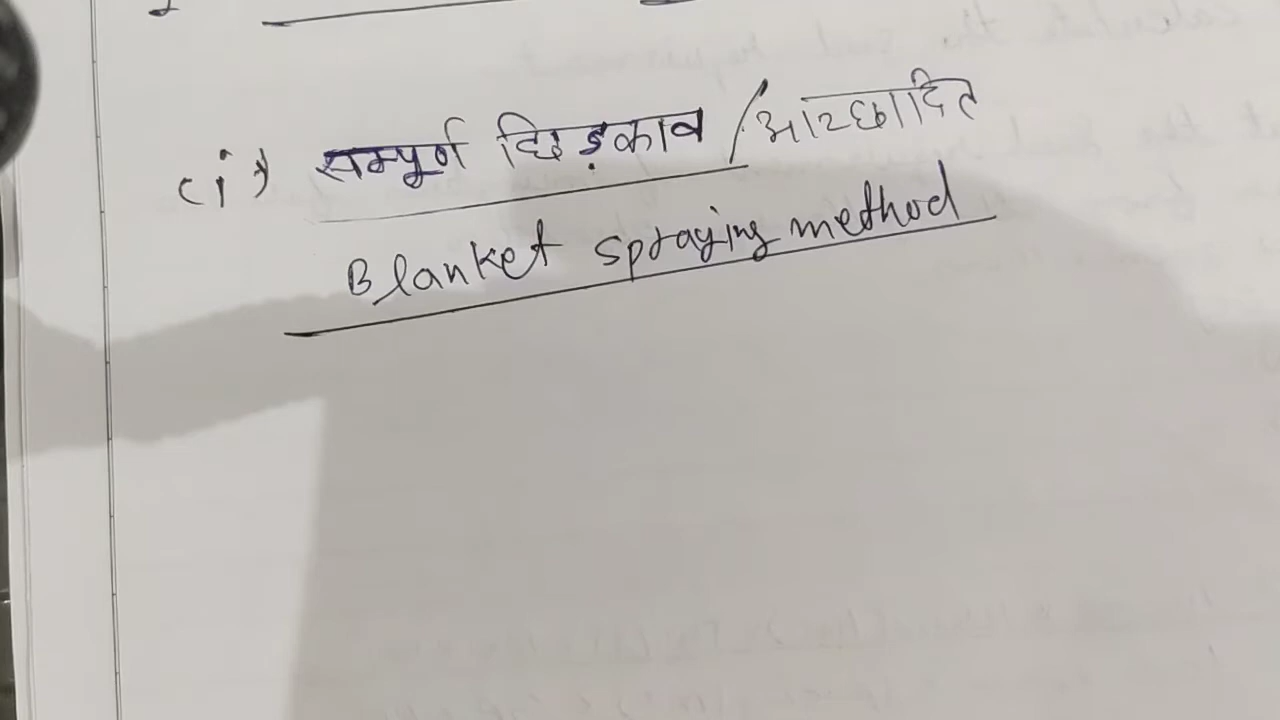 (i) सम्पूर्ण छिड़काव / आच्छादित
Blanket spraying method